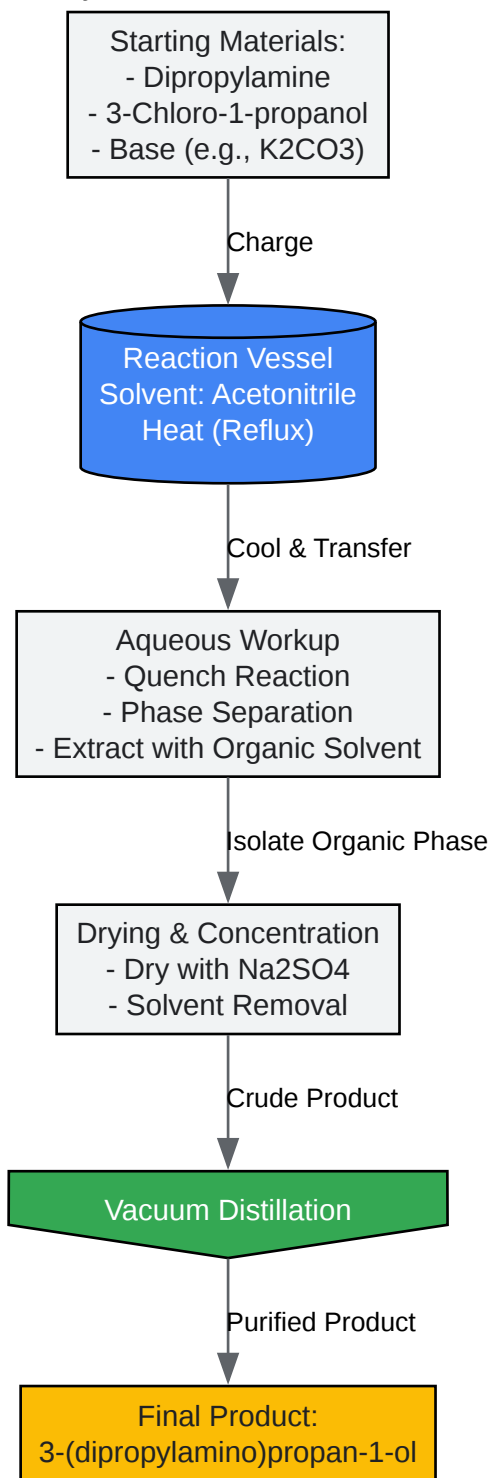 Starting Materials:
- Dipropylamine
- 3-Chloro-1-propanol
- Base (e.g., K2CO3)
Charge
Reaction Vessel
Solvent: Acetonitrile
Heat (Reflux)
Cool & Transfer
Aqueous Workup
- Quench Reaction
- Phase Separation
- Extract with Organic Solvent
Isolate Organic Phase
Drying & Concentration
- Dry with Na2SO4
- Solvent Removal
Crude Product
Vacuum Distillation
Purified Product
Final Product:
3-(dipropylamino)propan-1-ol